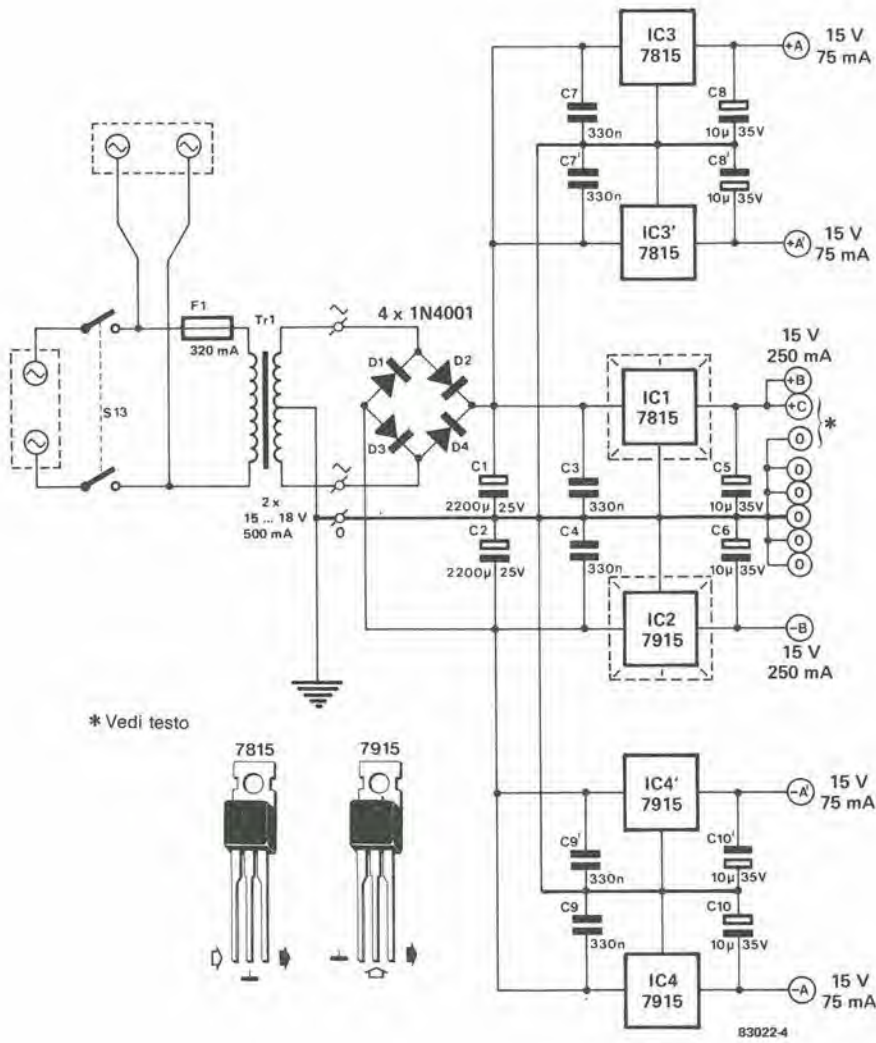 IC3
7815
+A
15 V
75 mA
C7
330n
C8
10µ 35V
C7'
330n
C8'
10µ 35V
IC3'
7815
+A'
15 V
75 mA
F1
320 mA
Tr1
4 x 1N4001
S13
D1
D2
D3
D4
2 x
15 ... 18 V
500 mA
0
C1
2200µ 25V
C2
2200µ 25V
C3
330n
C4
330n
IC1
7815
C5
10µ 35V
C6
10µ 35V
IC2
7915
15 V
250 mA
+B
+C
*
0
0
0
0
0
0
-B
15 V
250 mA
* Vedi testo
7815
7915
IC4'
7915
-A'
15 V
75 mA
C9'
330n
C10'
10µ 35V
C9
330n
C10
10µ 35V
IC4
7915
-A
15 V
75 mA
83022-4